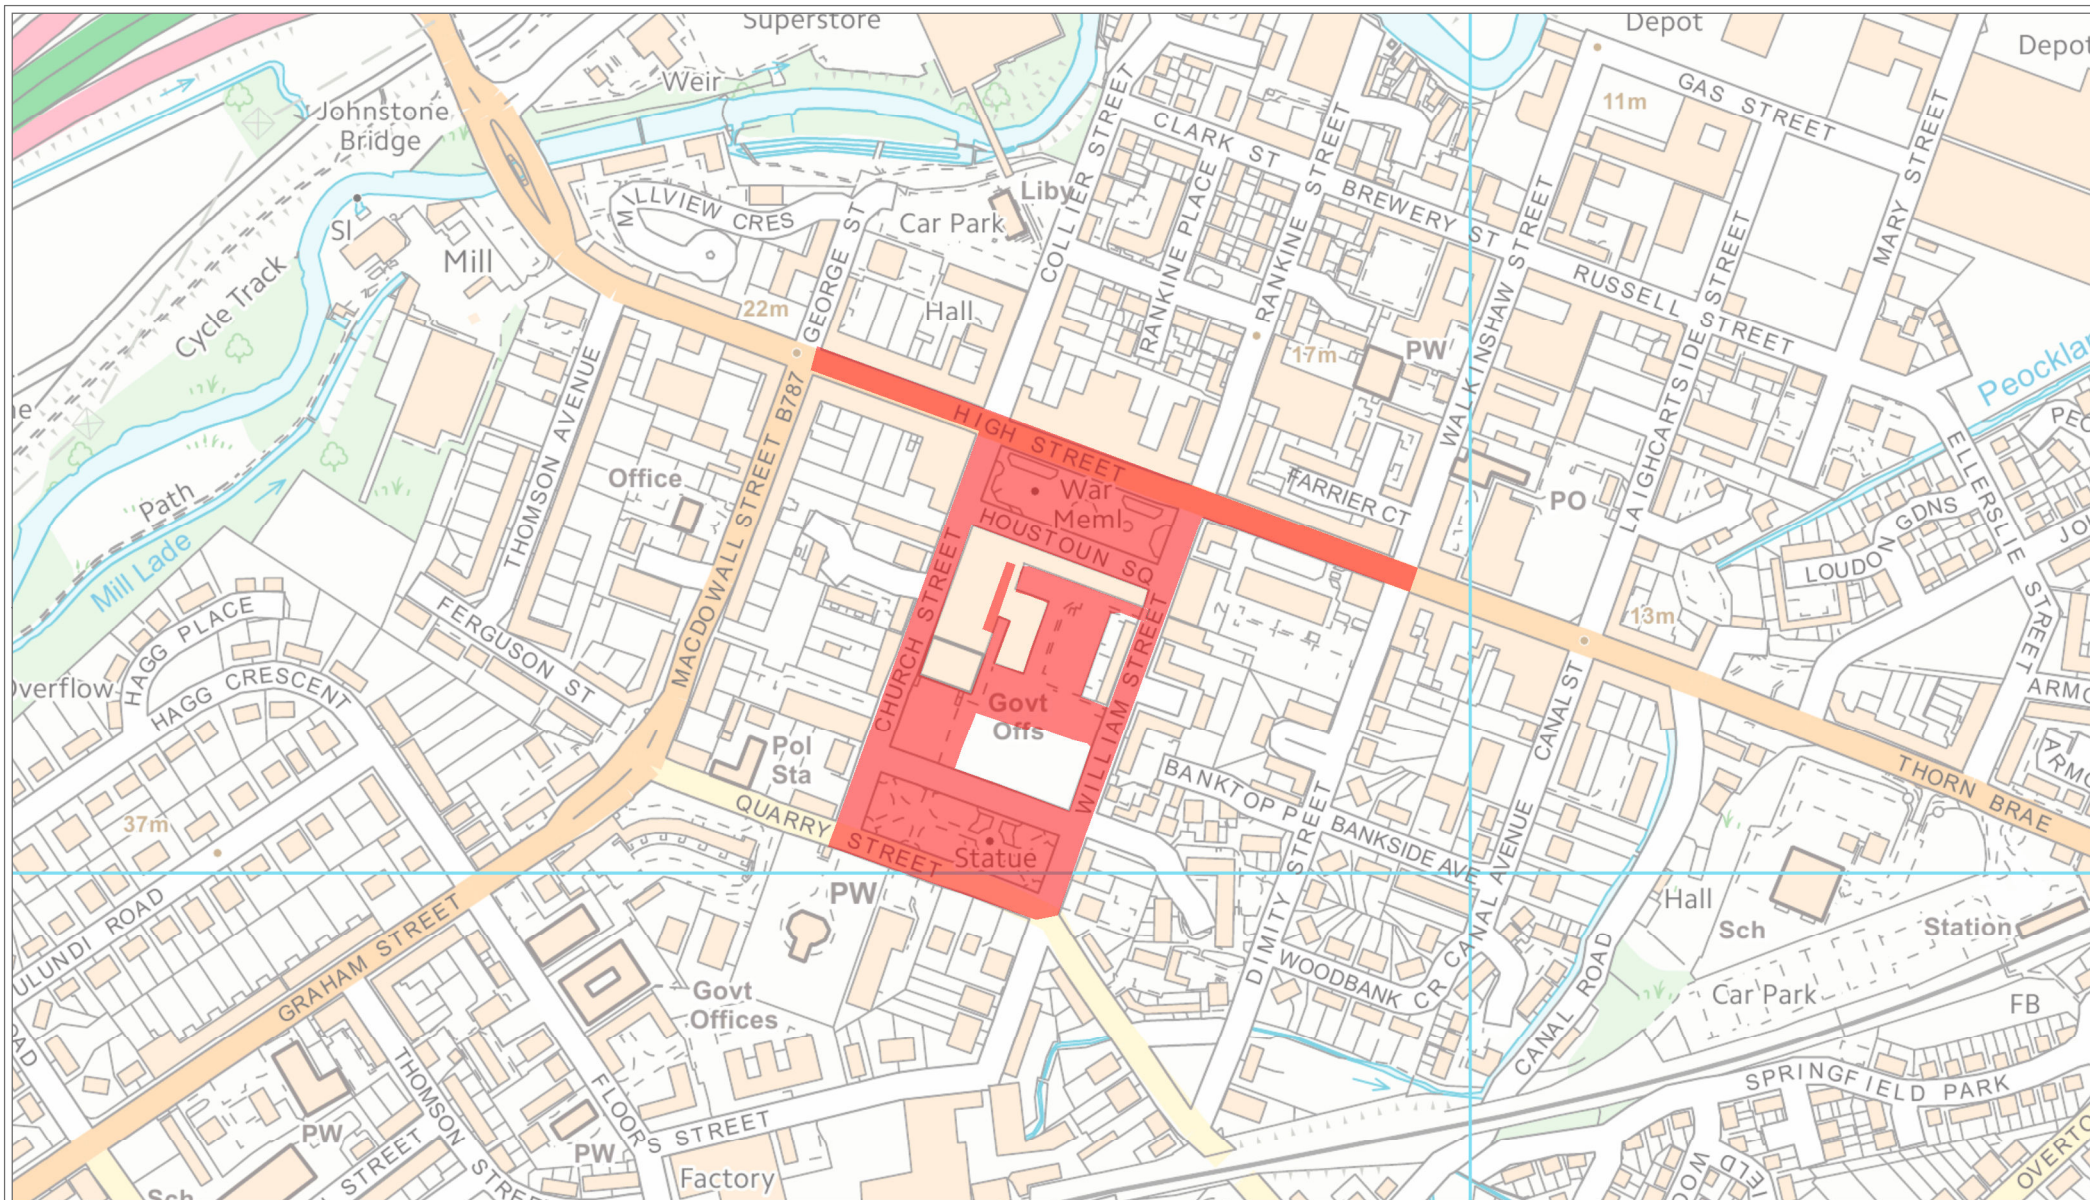 Superstore
Depot
Depot
Weir
GAS STREET
11m
Johnstone
Bridge
CLARK ST
COLLIER STREET
RANKINE STREET
MARY STREET
Liby
MILLVIEW CRES
Car Park
BREWERY ST
SI
Mill
GEORGE ST
RANKINE PLACE
WALKINSHAW STREET
RUSSELL STREET
LAIGHCARTSIDE STREET
Cycle Track
22m
Hall
17m
PW
Peocklan
THOMSON AVENUE
MACDOWALL STREET B787
HIGH STREET
Office
War
Meml
FARRIER CT
PO
ELLERSLIE STREET
Path
Mill Lade
HOUSTOUN SQ
LOUDON GDNS
CHURCH STREET
WILLIAM STREET
13m
HAGG PLACE
FERGUSON ST
HAGG CRESCENT
Overflow
Govt
Offs
CANAL ST
ARMO
ARMO
Pol
Sta
BANKTOP P
THORN BRAE
37m
QUARRY STREET
Statue
DIMITY STREET
BANKSIDE AVE
CANAL AVENUE
PW
Hall
Sch
Station
ULUNDI ROAD
GRAHAM STREET
WOODBANK CR
CANAL ROAD
Govt
Offices
Car Park
FB
OAD
THOMSON STREET
FLOORS STREET
SPRINGFIELD PARK
PW
PW
STREET
Factory
OVERTO
Sch